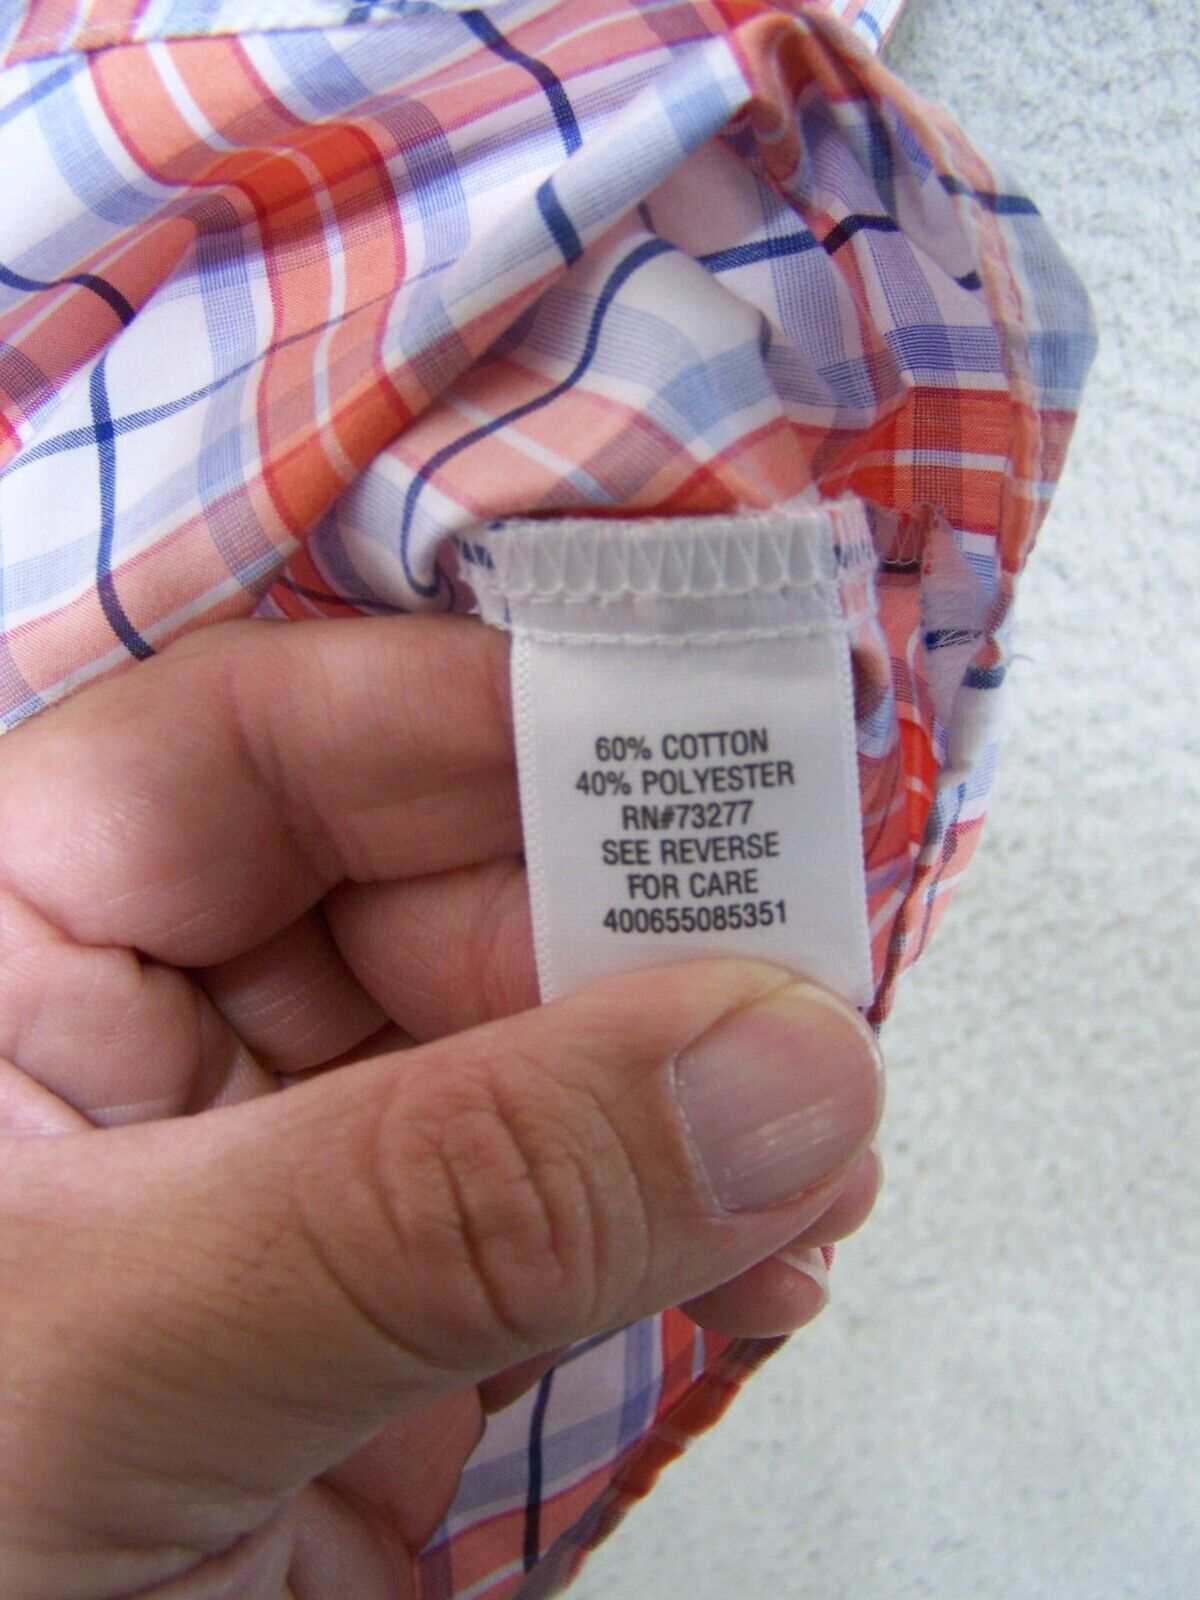 60% COTTON
40% POLYESTER
RN#73277
SEE REVERSE
FOR CARE
400655085351